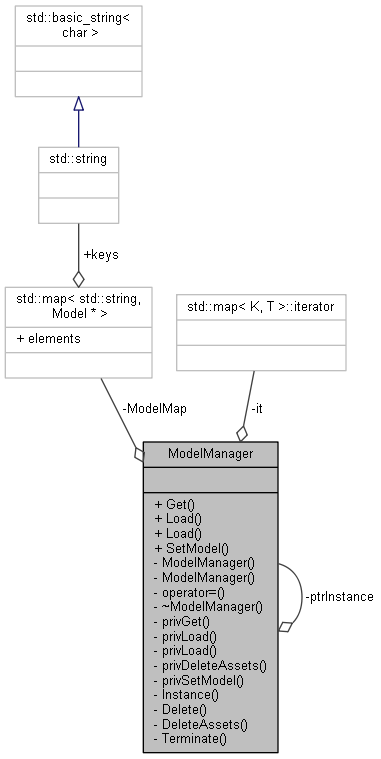 std::basic_string<
char >
std::string
+keys
std::map< std::string,
Model * >
+ elements
std::map< K, T >::iterator
-ModelMap
-it
ModelManager
+ Get()
+ Load()
+ Load()
+ SetModel()
- ModelManager()
- ModelManager()
- operator=()
- ~ModelManager()
- privGet()
- privLoad()
- privLoad()
- privDeleteAssets()
- privSetModel()
- Instance()
- Delete()
- DeleteAssets()
- Terminate()
-ptrInstance